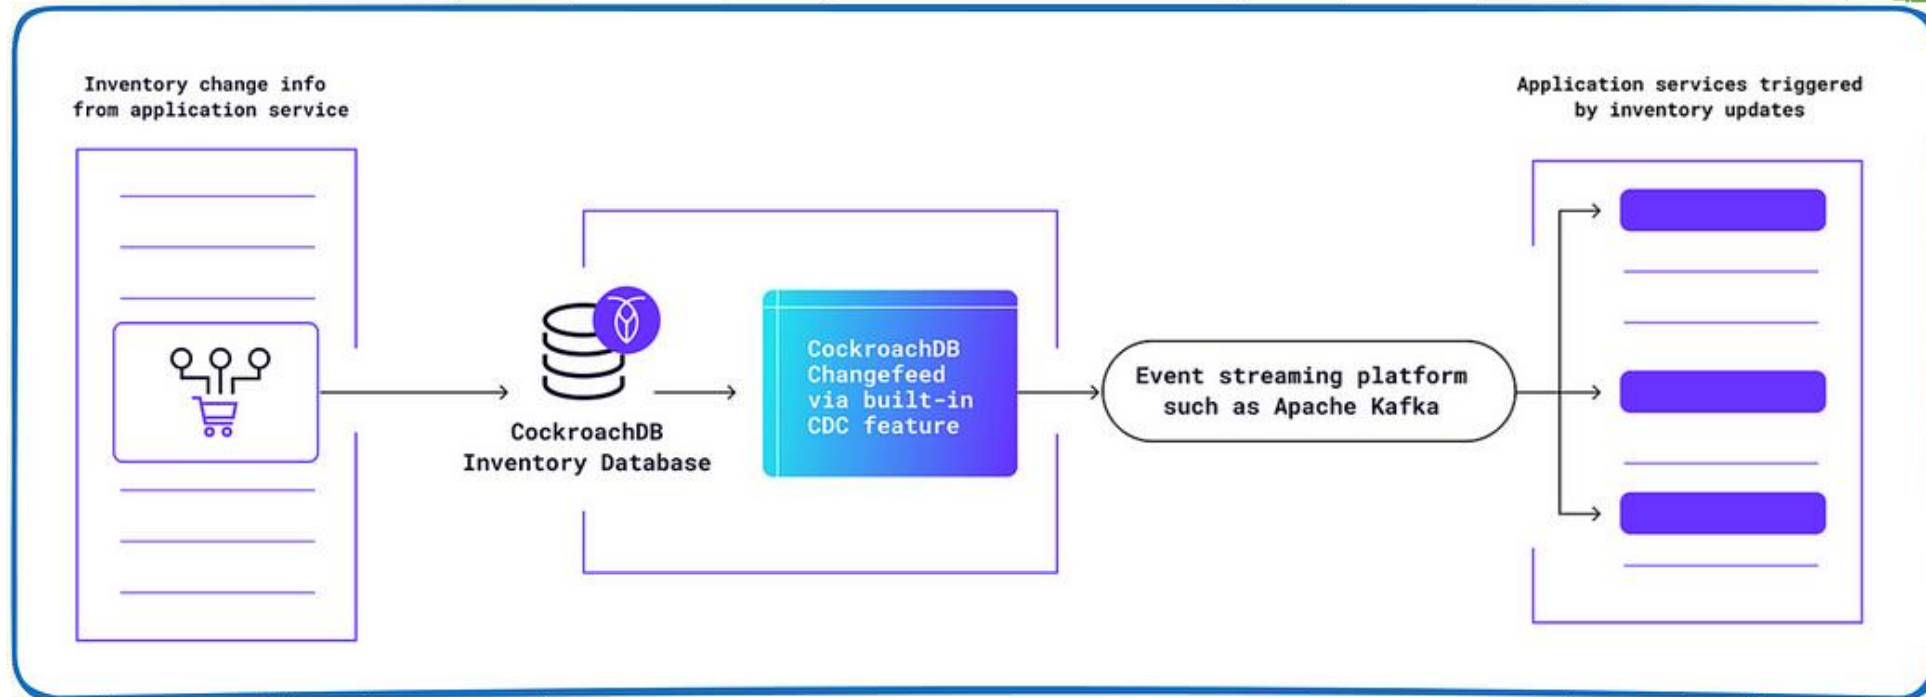 Inventory change info
from application service
CockroachDB
Inventory Database
CockroachDB
Changefeed
via built-in
CDC feature
Event streaming platform
such as Apache Kafka
Application services triggered
by inventory updates